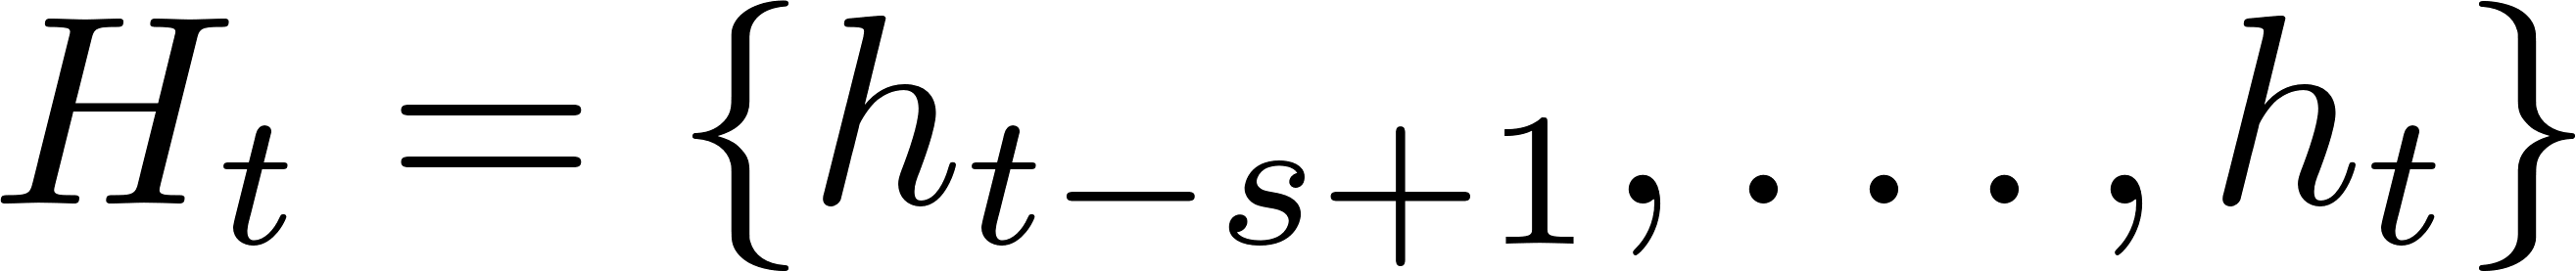 H_t = {h_{t−s+1}, . . . , h_t}